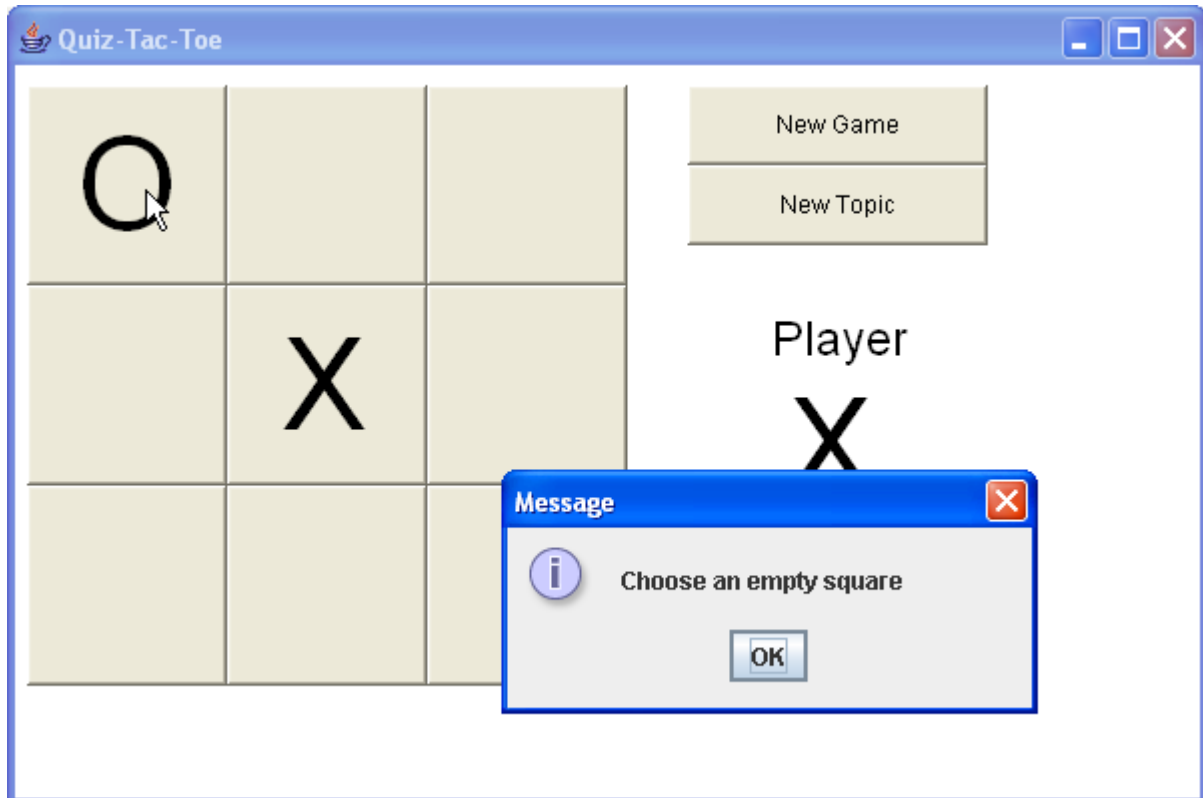 Quiz-Tac-Toe
O
New Game
New Topic
X
Player
X
Message
i
Choose an empty square
OK